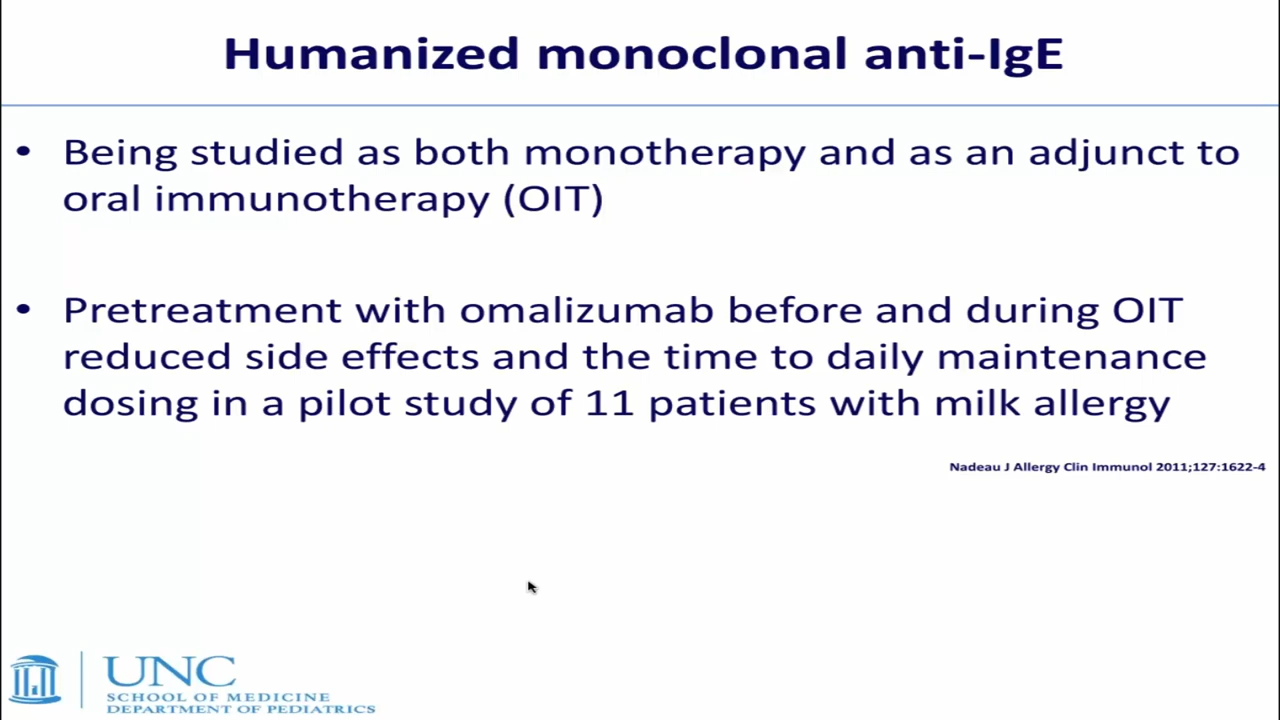 Humanized monoclonal anti-IgE
• Being studied as both monotherapy and as an adjunct to
oral immunotherapy (OIT)
• Pretreatment with omalizumab before and during OIT
reduced side effects and the time to daily maintenance
dosing in a pilot study of 11 patients with milk allergy
Nadeau J Allergy Clin Immunol 2011;127:1622-4
UNC
SCHOOL OF MEDICINE
DEPARTMENT OF PEDIATRICS